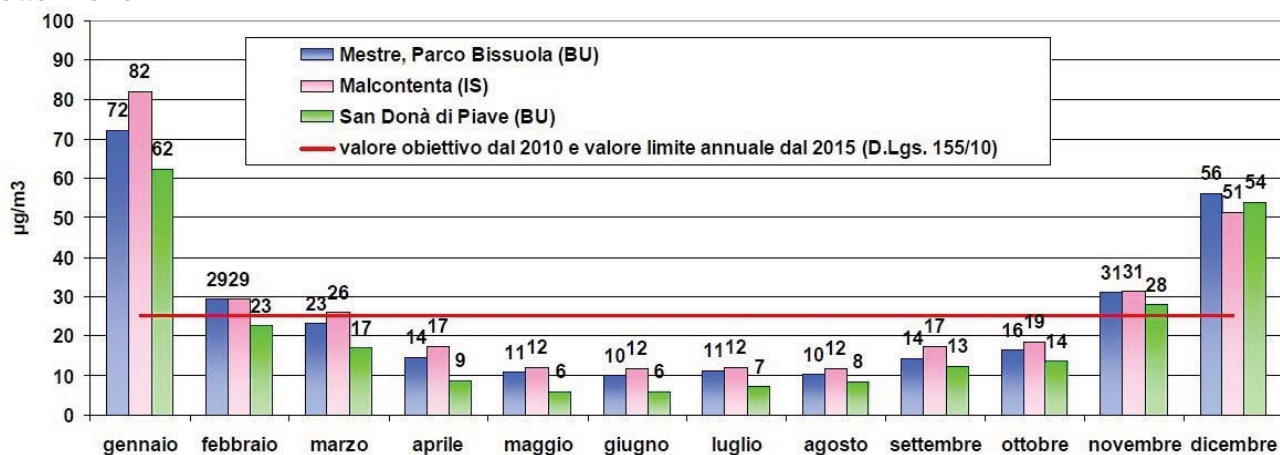 100
90
80
70
60
50
40
30
20
10
0
µg/m3
Mestre, Parco Bissuola (BU)
Malcontenta (IS)
San Donà di Piave (BU)
valore obiettivo dal 2010 e valore limite annuale dal 2015 (D.Lgs. 155/10)
72 82 62
29 29 23
23 26 17
14 17 9
11 12 6
10 12 6
11 12 7
10 12 8
14 17 13
16 19 14
31 31 28
56 51 54
gennaio febbraio marzo aprile maggio giugno luglio agosto settembre ottobre novembre dicembre